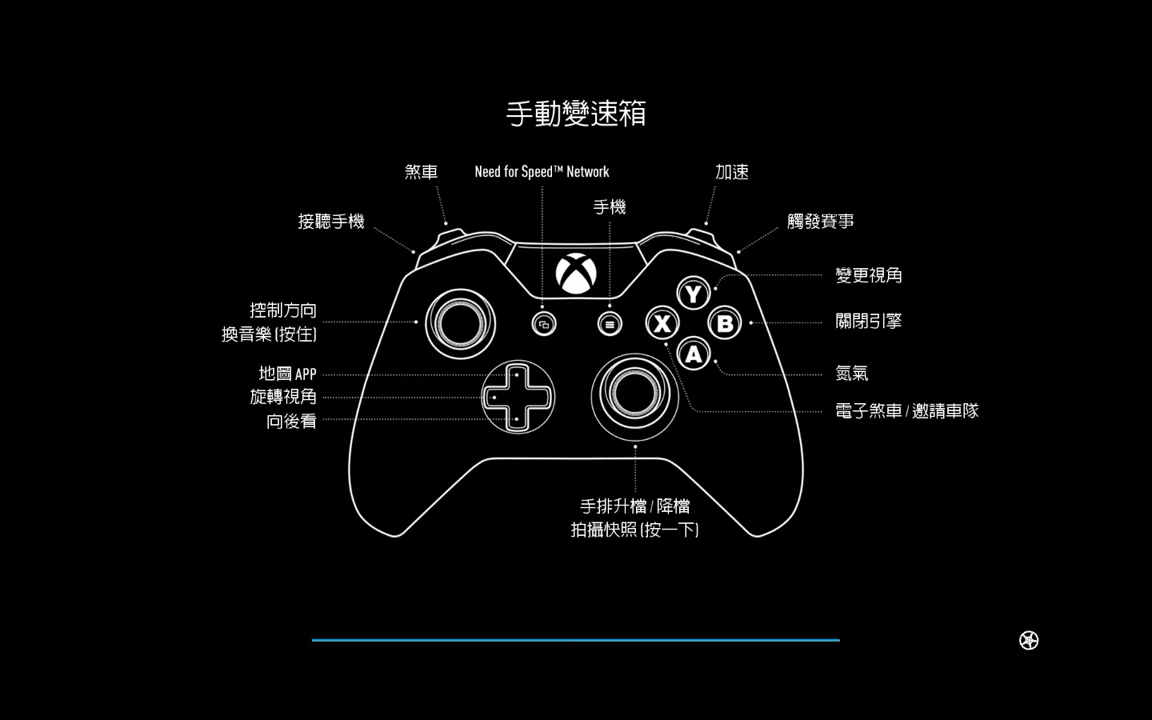 手動變速箱
煞車
Need for Speed™ Network
加速
手機
接聽手機
觸發賽事
變更視角
控制方向
換音樂 (按住)
關閉引擎
地圖 APP
旋轉視角
向後看
氮氣
電子煞車 / 邀請車隊
手排升檔 / 降檔
拍攝快照 (按一下)
Y
X
B
A